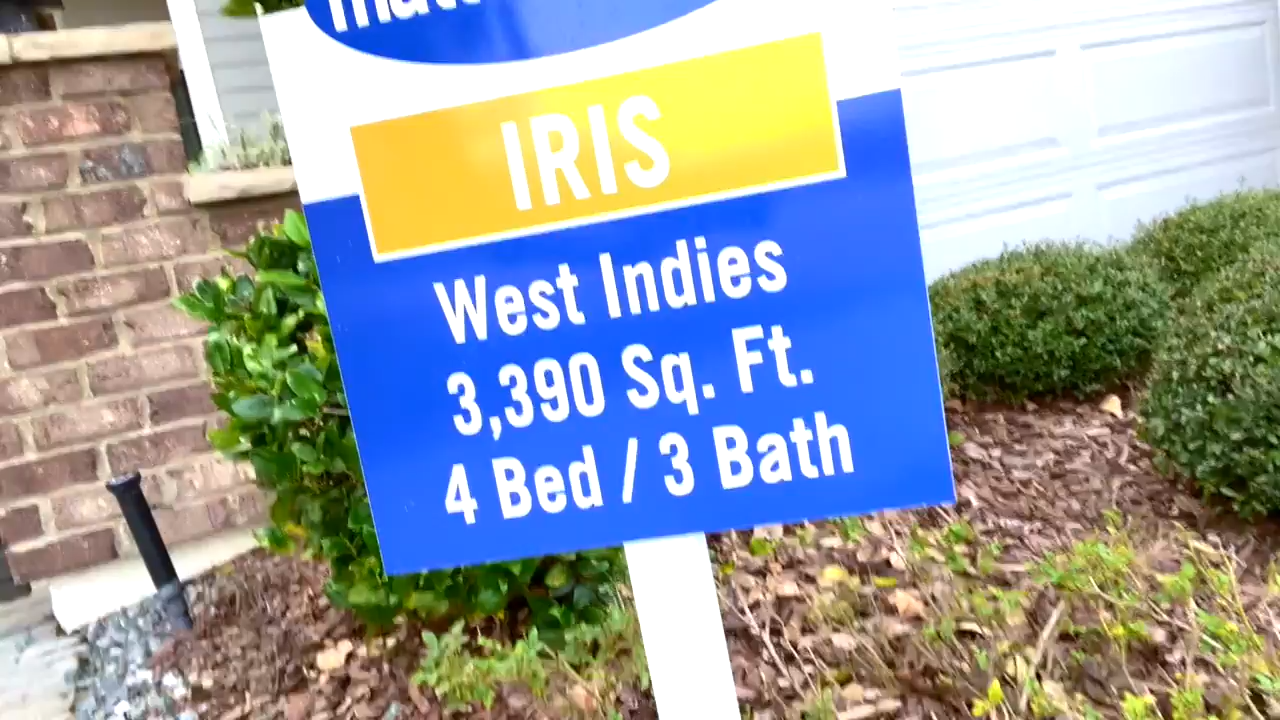 IRIS
West Indies
3,390 Sq. Ft.
4 Bed / 3 Bath